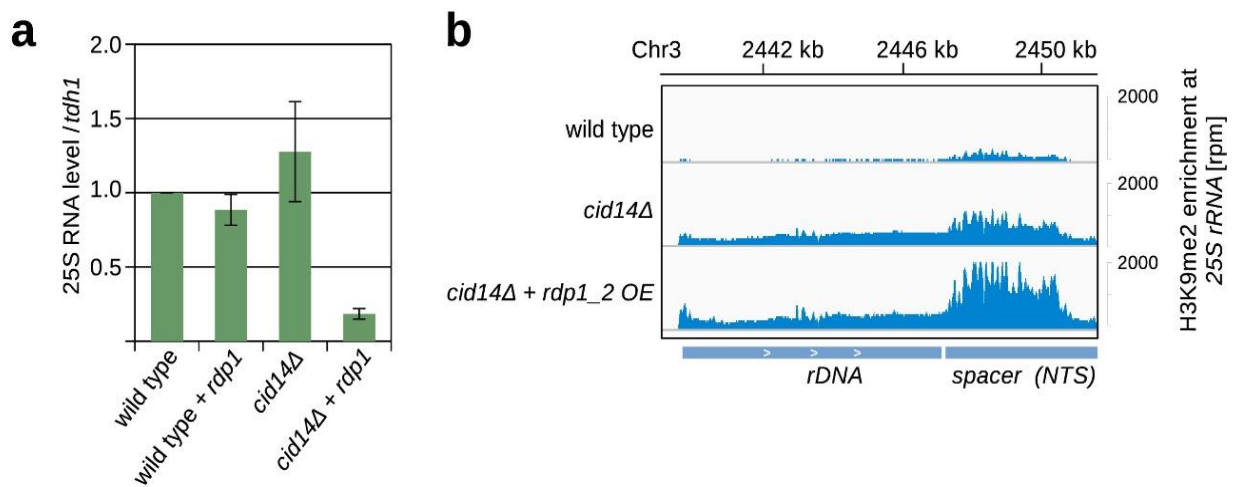 a
2.0
1.5
1.0
0.5
25S RNA level / tdh1
wild type
wild type + rdp1
cid14Δ
cid14Δ + rdp1
b
Chr3 2442 kb 2446 kb 2450 kb
wild type
cid14Δ
cid14Δ + rdp1_2 OE
2000
2000
2000
H3K9me2 enrichment at
25S rRNA [rpm]
> > >
rDNA spacer (NTS)